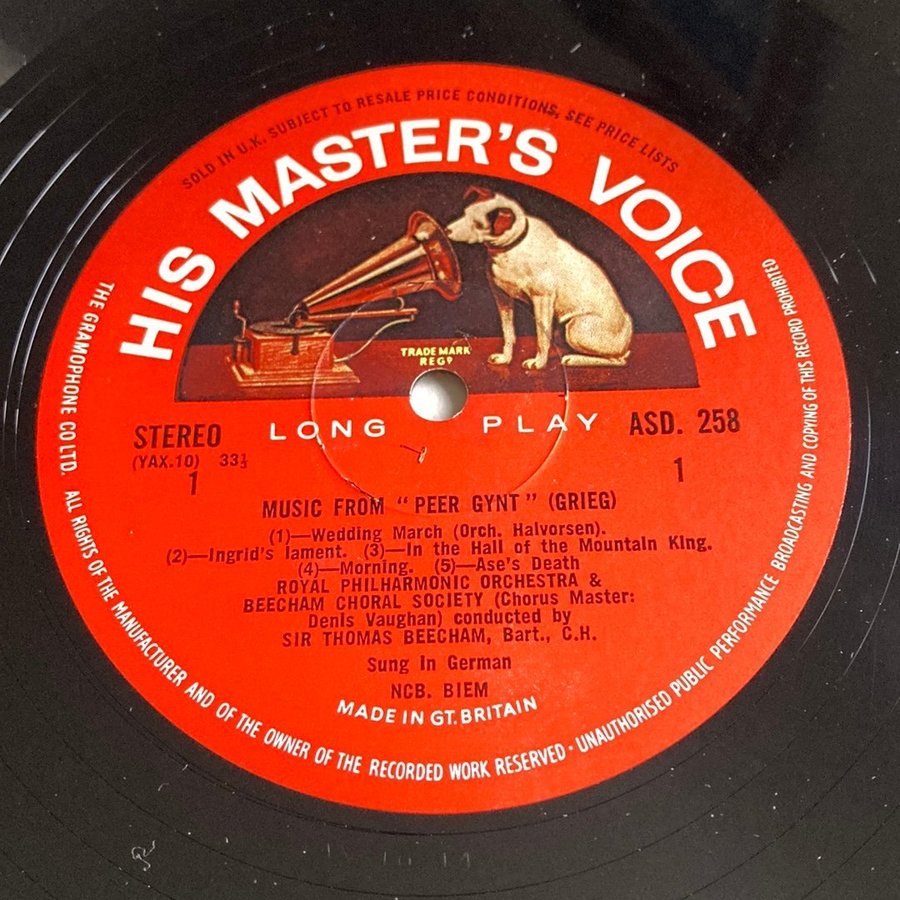 SOLD IN U.K. SUBJECT TO RESALE PRICE CONDITIONS, SEE PRICE LISTS
HIS MASTER'S VOICE
TRADE MARK
REGD
STEREO
LONG PLAY
ASD. 258
(YAX.10) 33⅓
1
1
MUSIC FROM "PEER GYNT" (GRIEG)
(1)—Wedding March (Orch. Halvorsen).
(2)—Ingrid's lament. (3)—In the Hall of the Mountain King.
(4)—Morning. (5)—Ase's Death
ROYAL PHILHARMONIC ORCHESTRA &
BEECHAM CHORAL SOCIETY (Chorus Master:
Denis Vaughan) conducted by
SIR THOMAS BEECHAM, Bart., C.H.
Sung in German
NCB. BIEM
MADE IN GT. BRITAIN
THE GRAMOPHONE CO LTD. ALL RIGHTS OF THE MANUFACTURER AND OF THE OWNER OF THE RECORDED WORK RESERVED · UNAUTHORISED PUBLIC PERFORMANCE BROADCASTING AND COPYING OF THIS RECORD PROHIBITED